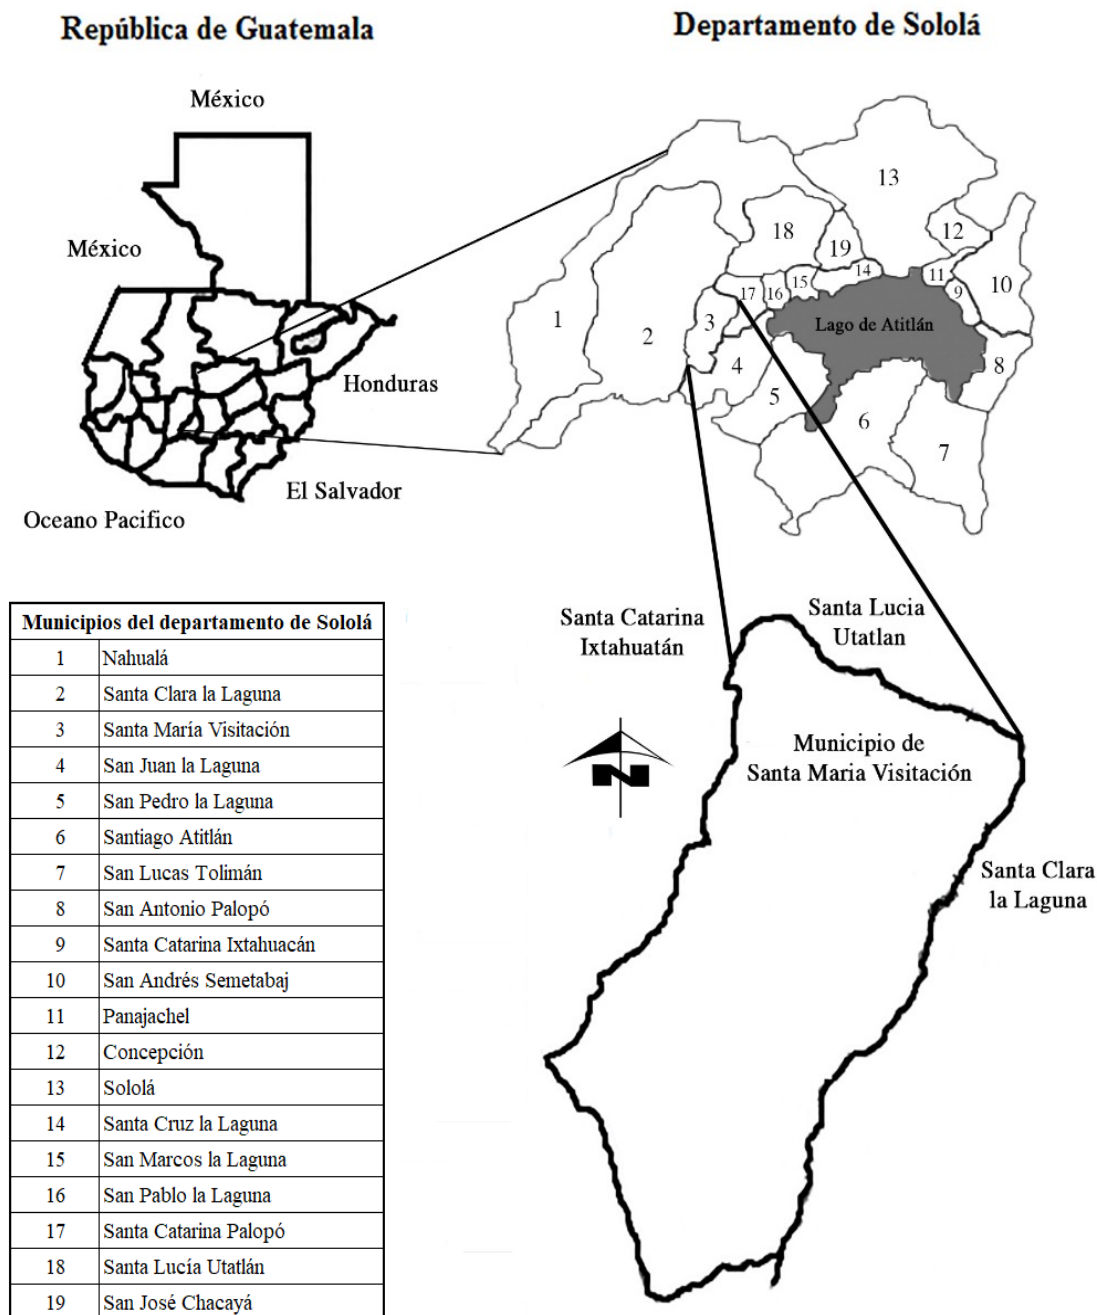 República de Guatemala
Departamento de Sololá
México
México
Honduras
El Salvador
Oceano Pacifico
13
18
19
12
14
11
10
17
16
15
9
1
2
3
Lago de Atitlán
4
8
5
6
7
Santa Catarina
Ixtahuatán
Santa Lucia
Utatlan
Municipio de
Santa Maria Visitación
N
Santa Clara
la Laguna
Municipios del departamento de Sololá
1 Nahualá
2 Santa Clara la Laguna
3 Santa María Visitación
4 San Juan la Laguna
5 San Pedro la Laguna
6 Santiago Atitlán
7 San Lucas Tolimán
8 San Antonio Palopó
9 Santa Catarina Ixtahuacán
10 San Andrés Semetabaj
11 Panajachel
12 Concepción
13 Sololá
14 Santa Cruz la Laguna
15 San Marcos la Laguna
16 San Pablo la Laguna
17 Santa Catarina Palopó
18 Santa Lucía Utatlán
19 San José Chacayá